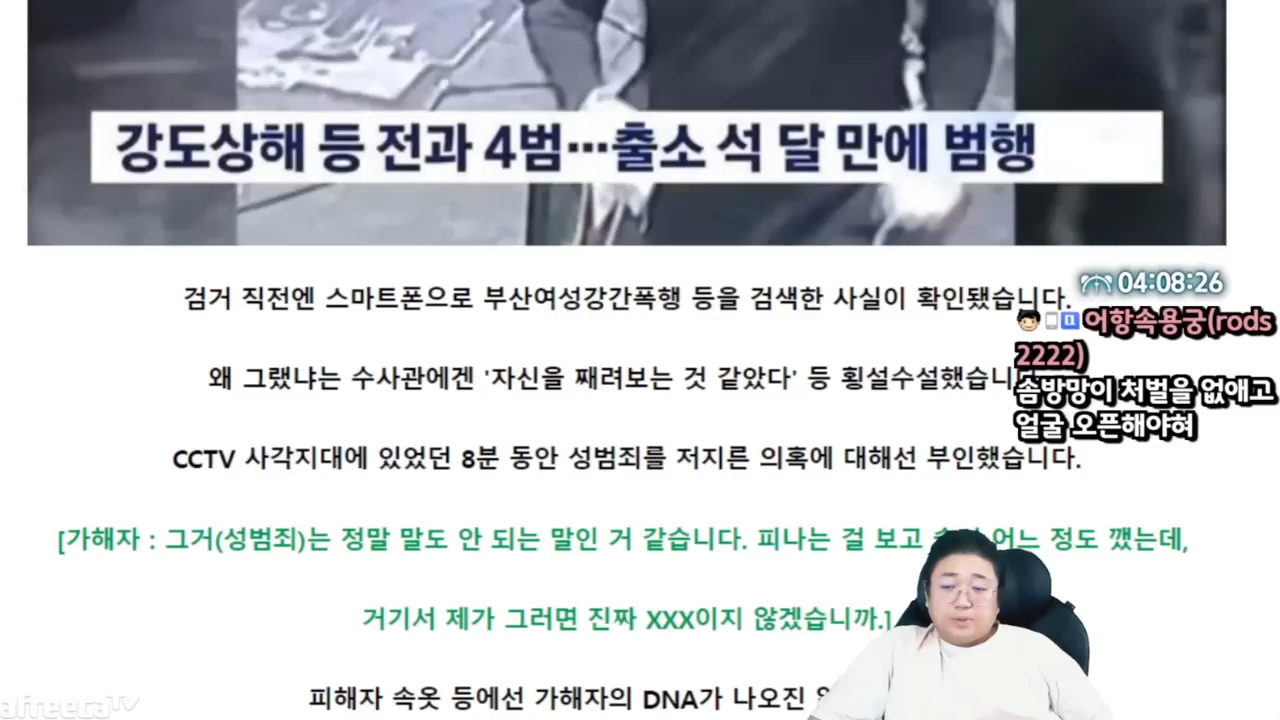 강도상해 등 전과 4범…출소 석 달 만에 범행
검거 직전엔 스마트폰으로 부산여성강간폭행 등을 검색한 사실이 확인됐습니다.
04:08:26
어항속용궁(rods
2222)
솜방망이 처벌을 없애고
얼굴 오픈해야혀
왜 그랬냐는 수사관에겐 '자신을 째려보는 것 같았다' 등 횡설수설했습니
CCTV 사각지대에 있었던 8분 동안 성범죄를 저지른 의혹에 대해선 부인했습니다.
[가해자 : 그거(성범죄)는 정말 말도 안 되는 말인 거 같습니다. 피나는 걸 보고 어느 정도 깼는데,
거기서 제가 그러면 진짜 XXX이지 않겠습니까.]
피해자 속옷 등에선 가해자의 DNA가 나오진
afreecaTV